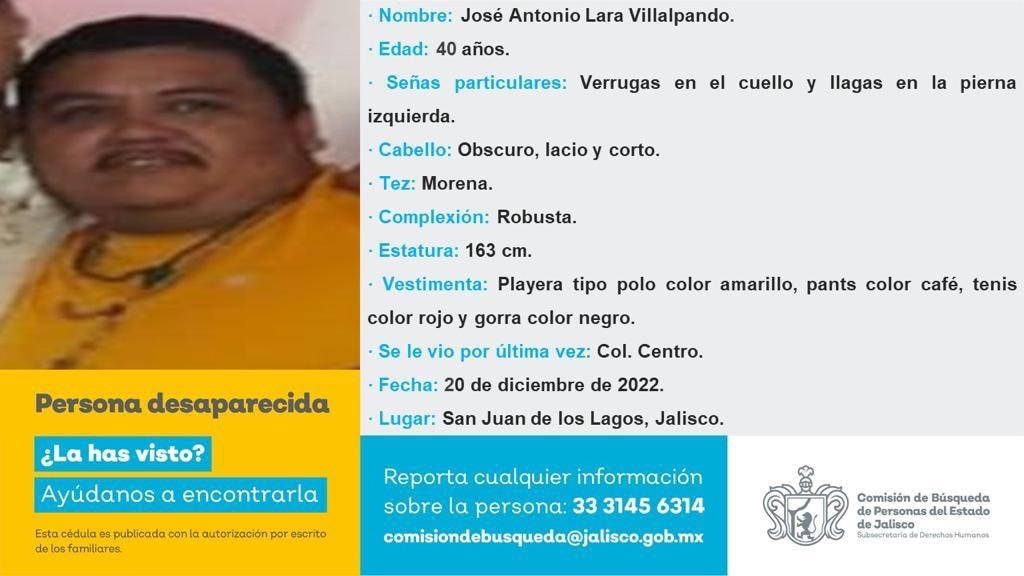 · Nombre: José Antonio Lara Villalpando.
· Edad: 40 años.
· Señas particulares: Verrugas en el cuello y llagas en la pierna
izquierda.
· Cabello: Obscuro, lacio y corto.
· Tez: Morena.
· Complexión: Robusta.
· Estatura: 163 cm.
· Vestimenta: Playera tipo polo color amarillo, pants color café, tenis
color rojo y gorra color negro.
· Se le vio por última vez: Col. Centro.
· Fecha: 20 de diciembre de 2022.
· Lugar: San Juan de los Lagos, Jalisco.
Persona desaparecida
¿La has visto?
Ayúdanos a encontrarla
Esta cédula es publicada con la autorización por escrito
de los familiares.
Reporta cualquier información
sobre la persona: 33 3145 6314
comisiondebusqueda@jalisco.gob.mx
Comisión de Búsqueda
de Personas del Estado
de Jalisco
Subsecretaría de Derechos Humanos